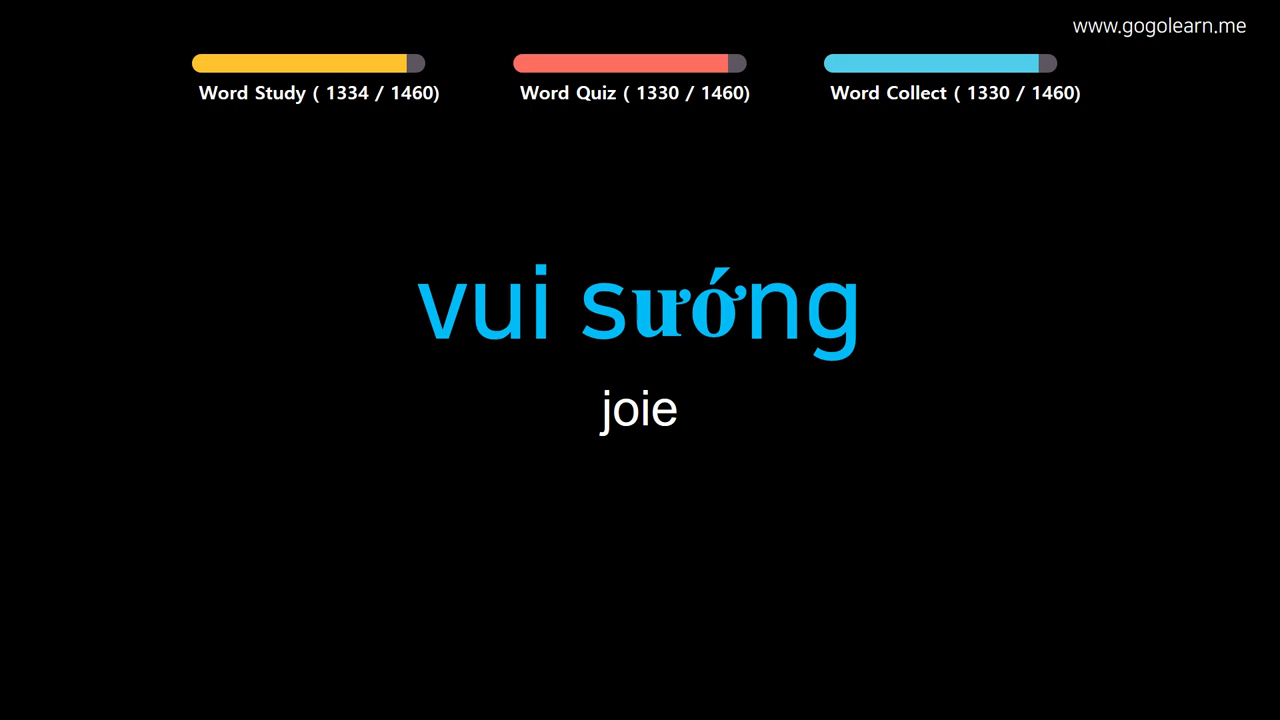 www.gogolearn.me
Word Study ( 1334 / 1460)
Word Quiz ( 1330 / 1460)
Word Collect ( 1330 / 1460)
vui sướng
joie